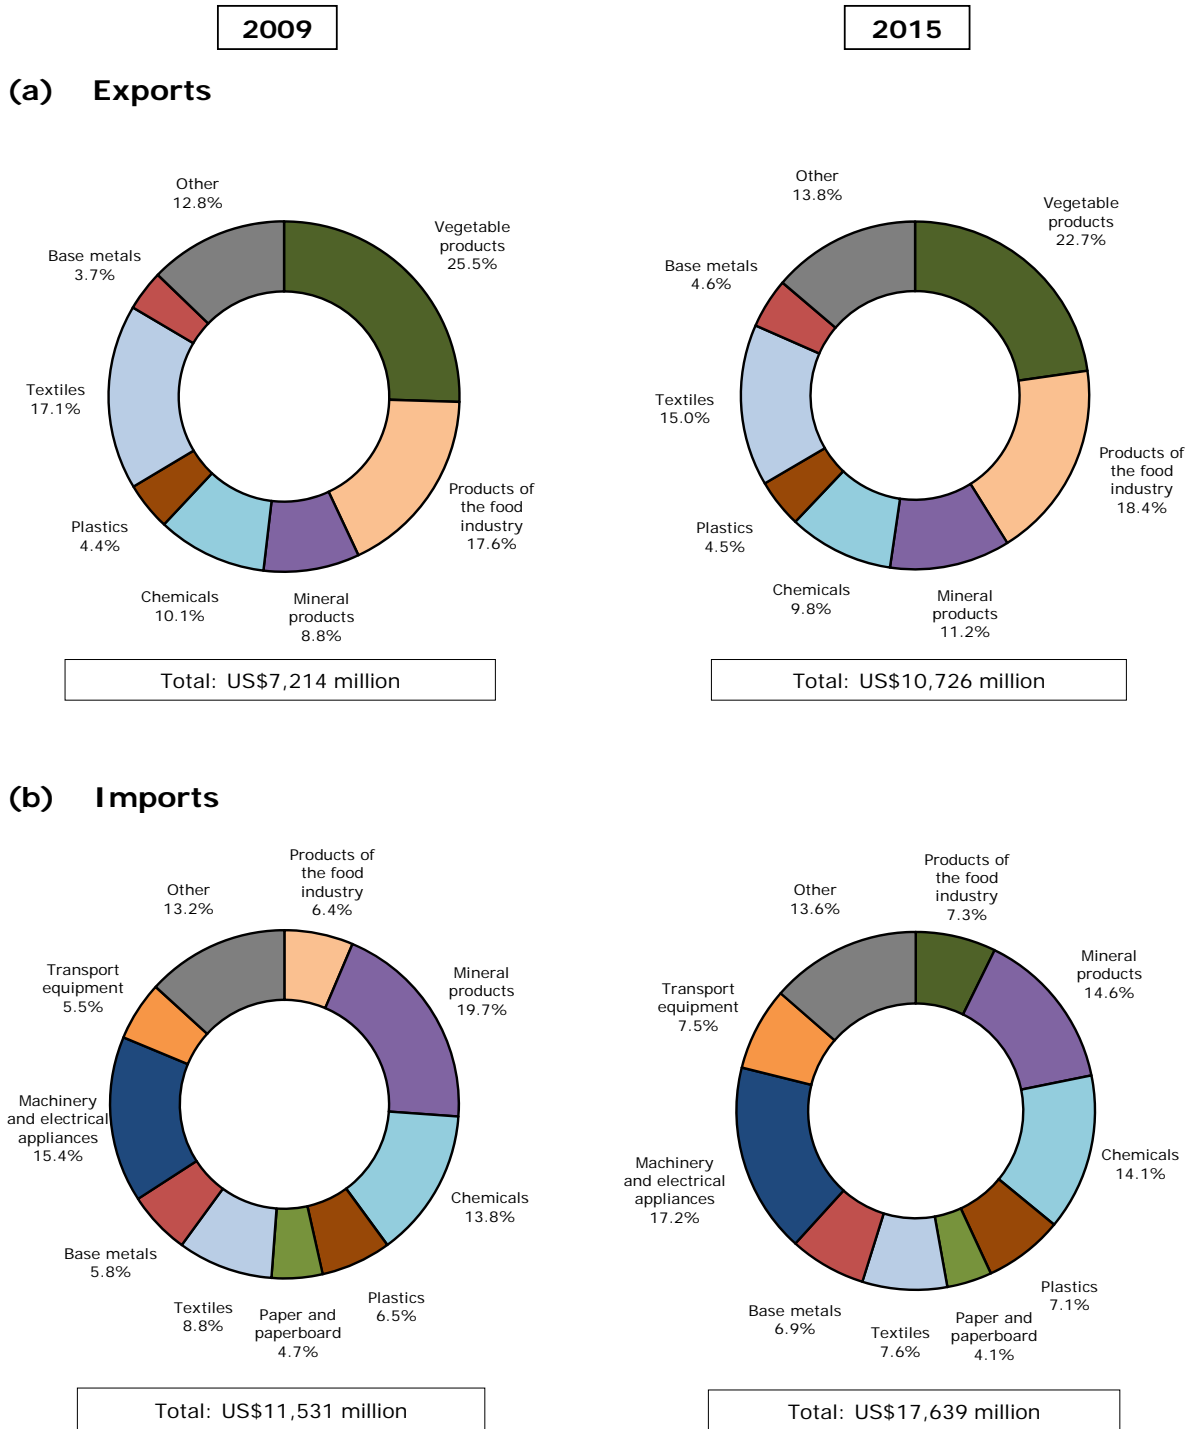 2009
2015
(a) Exports
Other
12.8%
Vegetable
products
25.5%
Base metals
3.7%
Textiles
17.1%
Products of
the food
industry
17.6%
Plastics
4.4%
Chemicals
10.1%
Mineral
products
8.8%
Total: US$7,214 million
Other
13.8%
Vegetable
products
22.7%
Base metals
4.6%
Textiles
15.0%
Products of
the food
industry
18.4%
Plastics
4.5%
Chemicals
9.8%
Mineral
products
11.2%
Total: US$10,726 million
(b) Imports
Products of
the food
industry
6.4%
Other
13.2%
Mineral
products
19.7%
Transport
equipment
5.5%
Machinery
and electrical
appliances
15.4%
Chemicals
13.8%
Base metals
5.8%
Textiles
8.8%
Paper and
paperboard
4.7%
Plastics
6.5%
Total: US$11,531 million
Products of
the food
industry
7.3%
Other
13.6%
Mineral
products
14.6%
Transport
equipment
7.5%
Machinery
and electrical
appliances
17.2%
Chemicals
14.1%
Base metals
6.9%
Textiles
7.6%
Paper and
paperboard
4.1%
Plastics
7.1%
Total: US$17,639 million